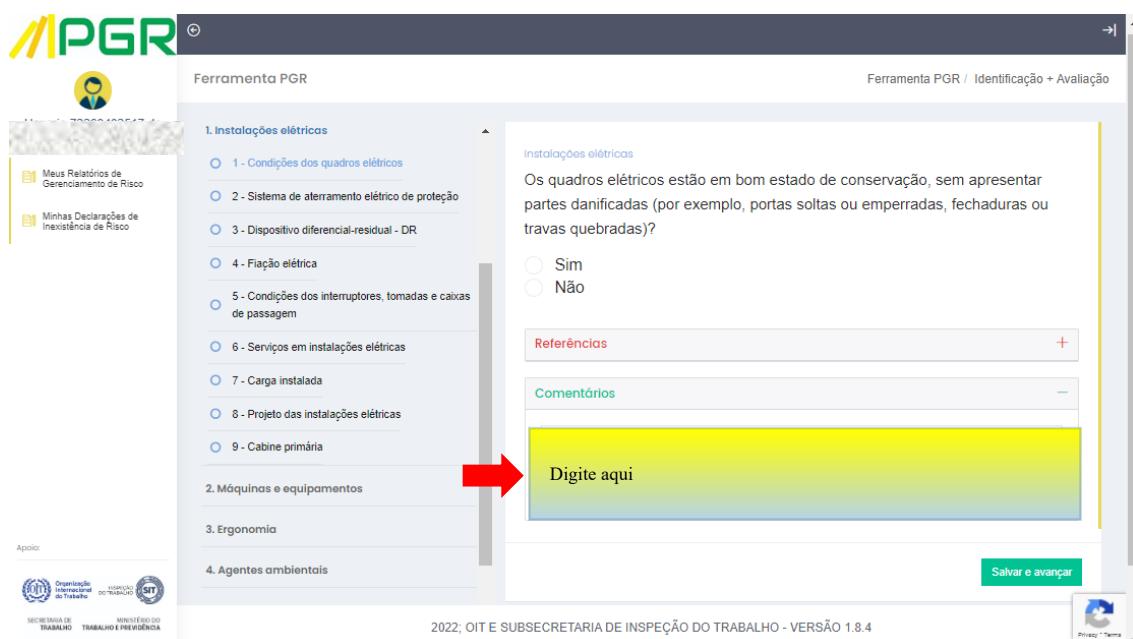 PGR
Ferramenta PGR
Ferramenta PGR / Identificação + Avaliação
Meus Relatórios de
Gerenciamento de Risco
Minhas Declarações de
Inexistência de Risco
Apoio:
OIT
Organização
Internacional
do Trabalho
INSPEÇÃO
DO TRABALHO
SIT
SECRETARIA DE
TRABALHO
MINISTÉRIO DO
TRABALHO E PREVIDÊNCIA
1. Instalações elétricas
1 - Condições dos quadros elétricos
2 - Sistema de aterramento elétrico de proteção
3 - Dispositivo diferencial-residual - DR
4 - Fiação elétrica
5 - Condições dos interruptores, tomadas e caixas
de passagem
6 - Serviços em instalações elétricas
7 - Carga instalada
8 - Projeto das instalações elétricas
9 - Cabine primária
2. Máquinas e equipamentos
3. Ergonomia
4. Agentes ambientais
Instalações elétricas
Os quadros elétricos estão em bom estado de conservação, sem apresentar
partes danificadas (por exemplo, portas soltas ou emperradas, fechaduras ou
travas quebradas)?
Sim
Não
Referências
Comentários
Digite aqui
Salvar e avançar
2022; OIT E SUBSECRETARIA DE INSPEÇÃO DO TRABALHO - VERSÃO 1.8.4
Privacy - Terms